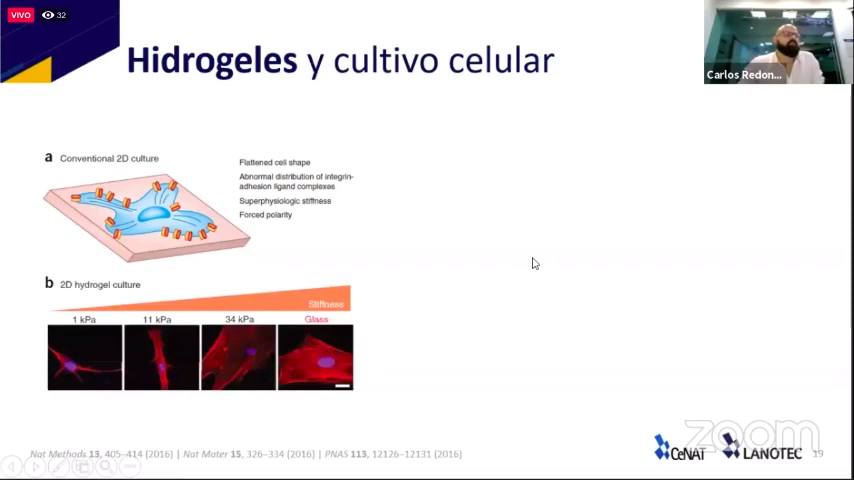 VIVO
32
Hidrogeles y cultivo celular
Carlos Redon...
a Conventional 2D culture
Flattened cell shape
Abnormal distribution of integrin-
adhesion ligand complexes
Superphysiologic stiffness
Forced polarity
b 2D hydrogel culture
Stiffness
1 kPa 11 kPa 34 kPa Glass
zoom
Nat Methods 13, 405–414 (2016) | Nat Mater 15, 326–334 (2016) | PNAS 113, 12126–12131 (2016)
CeNAT LANOTEC 19